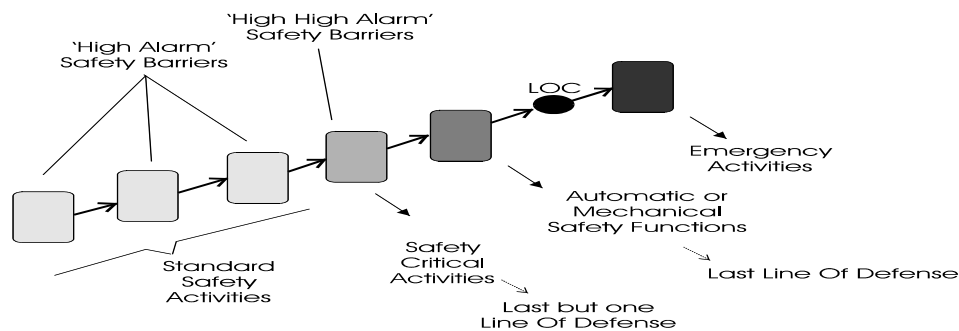 ‘High High Alarm’
Safety Barriers
‘High Alarm’
Safety Barriers
LOC
Emergency
Activities
Automatic or
Mechanical
Safety Functions
Safety
Critical
Activities
Standard
Safety
Activities
Last Line Of Defense
Last but one
Line Of Defense